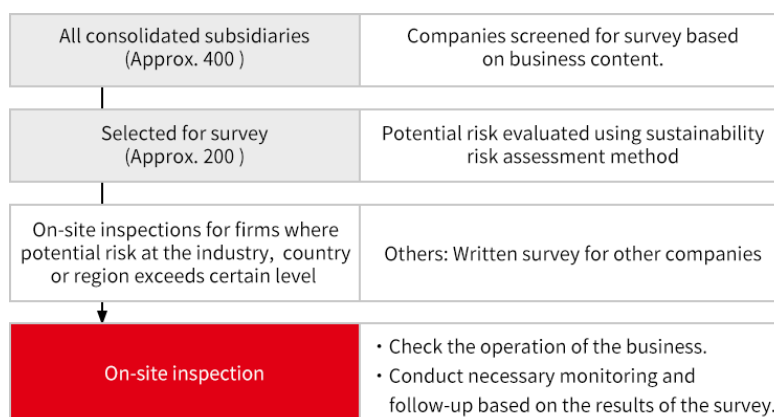 All consolidated subsidiaries
(Approx. 400 )
Companies screened for survey based
on business content.
Selected for survey
(Approx. 200 )
Potential risk evaluated using sustainability
risk assessment method
On-site inspections for firms where
potential risk at the industry, country
or region exceeds certain level
Others: Written survey for other companies
On-site inspection
・Check the operation of the business.
・Conduct necessary monitoring and
follow-up based on the results of the survey.